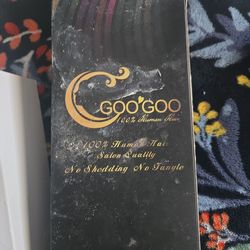 GOO GOO
100% Human Hair
100% Human Hair
Salon Quality
No Shedding No Tangle